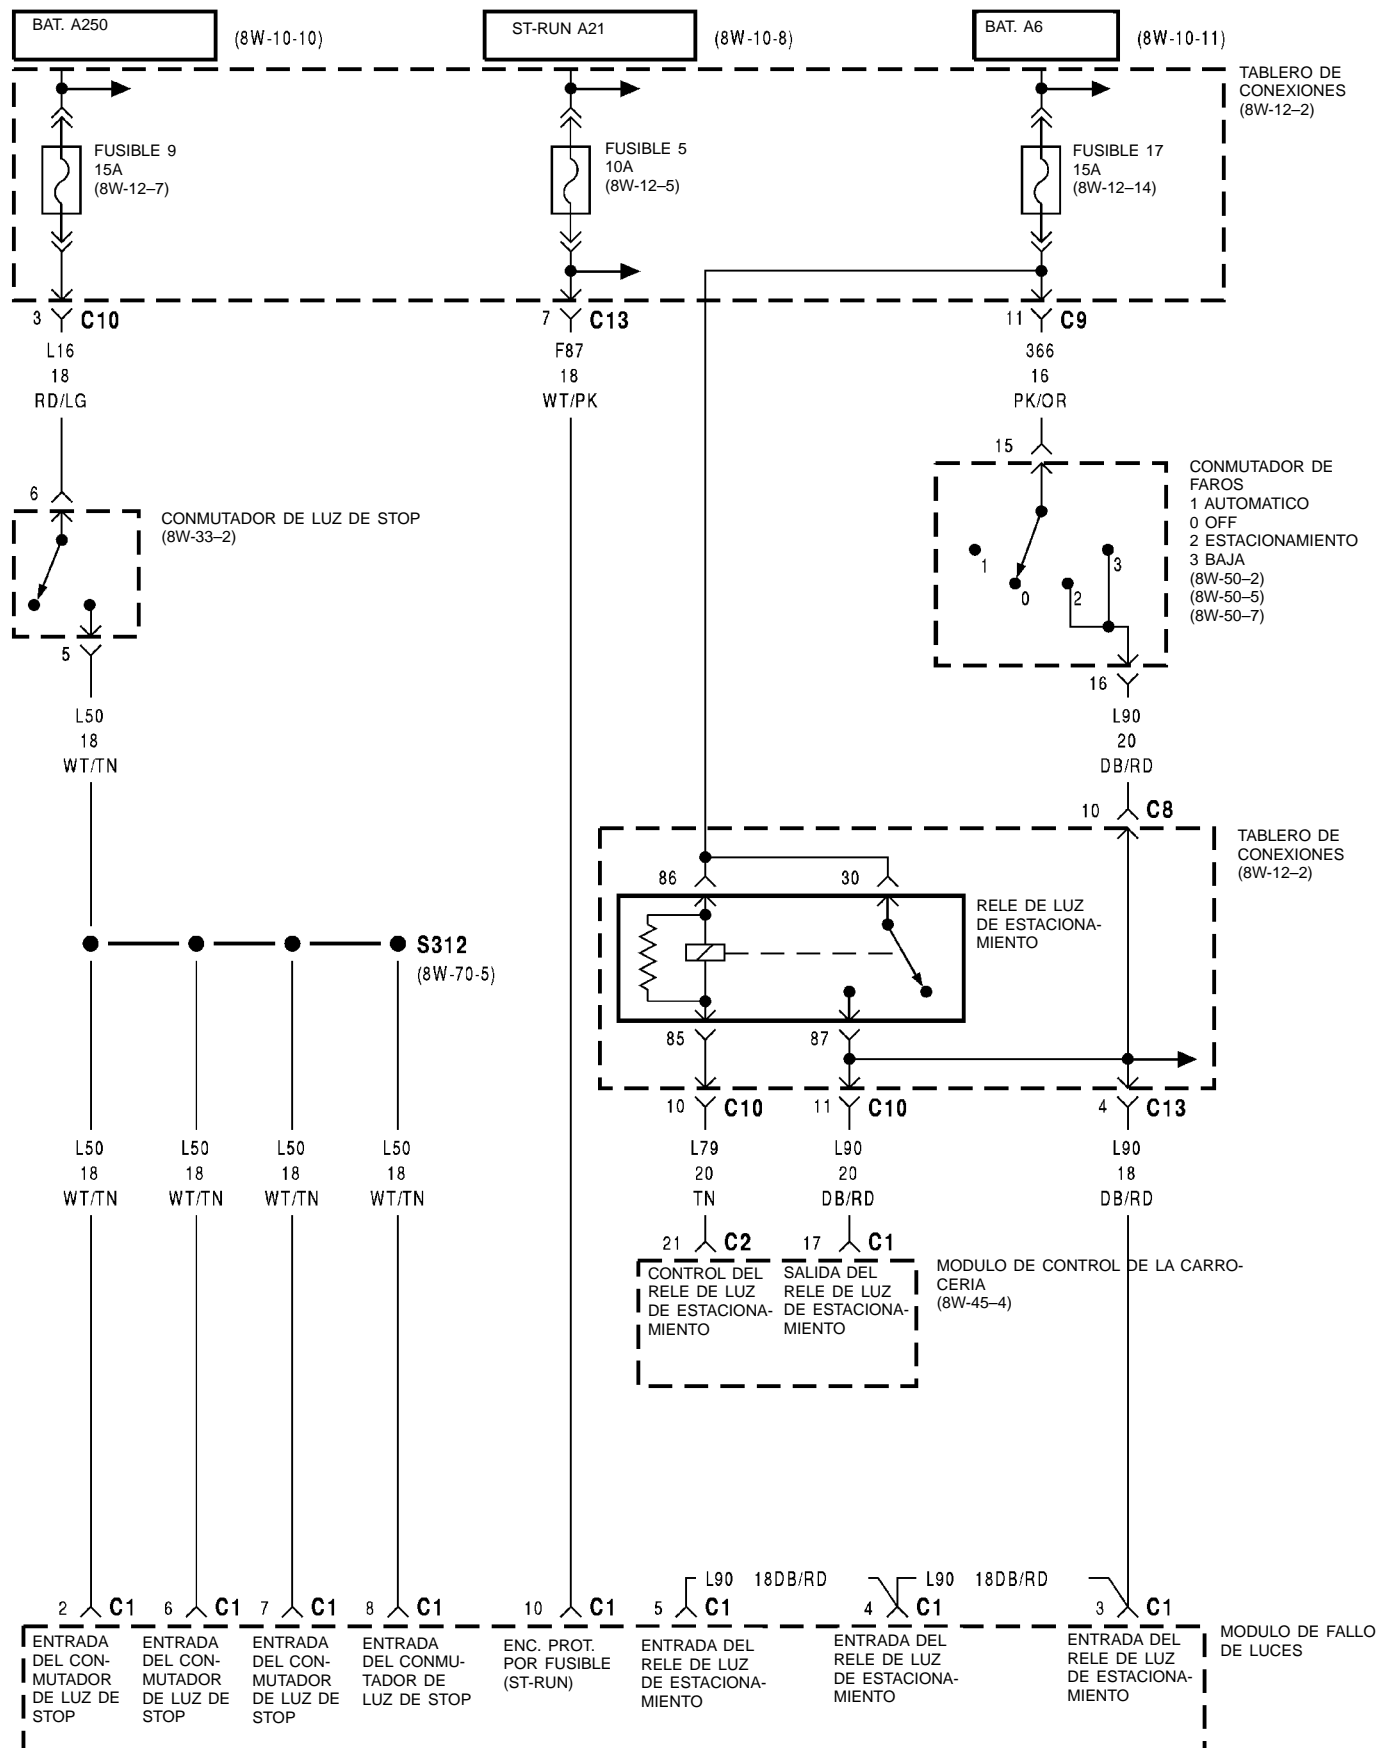 BAT. A250
(8W-10-10)
ST-RUN A21
(8W-10-8)
BAT. A6
(8W-10-11)
TABLERO DE
CONEXIONES
(8W-12–2)
FUSIBLE 9
15A
(8W-12–7)
FUSIBLE 5
10A
(8W-12–5)
FUSIBLE 17
15A
(8W-12–14)
3 C10
7 C13
11 C9
L16
18
RD/LG
F87
18
WT/PK
366
16
PK/OR
15
6
CONMUTADOR DE LUZ DE STOP
(8W-33–2)
CONMUTADOR DE
FAROS
1 AUTOMATICO
0 OFF
2 ESTACIONAMIENTO
3 BAJA
(8W-50–2)
(8W-50–5)
(8W-50–7)
1
0
2
3
5
16
L50
18
WT/TN
L90
20
DB/RD
10 C8
TABLERO DE
CONEXIONES
(8W-12–2)
86
30
RELE DE LUZ
DE ESTACIONA-
MIENTO
S312
(8W-70-5)
85
87
10 C10
11 C10
4 C13
L50
18
WT/TN
L50
18
WT/TN
L50
18
WT/TN
L50
18
WT/TN
L79
20
TN
L90
20
DB/RD
L90
18
DB/RD
21 C2
17 C1
CONTROL DEL
RELE DE LUZ
DE ESTACIONA-
MIENTO
SALIDA DEL
RELE DE LUZ
DE ESTACIONA-
MIENTO
MODULO DE CONTROL DE LA CARRO-
CERIA
(8W-45–4)
L90 18DB/RD
L90 18DB/RD
2 C1
6 C1
7 C1
8 C1
10 C1
5 C1
4 C1
3 C1
ENTRADA
DEL CON-
MUTADOR
DE LUZ DE
STOP
ENTRADA
DEL CON-
MUTADOR
DE LUZ DE
STOP
ENTRADA
DEL CON-
MUTADOR
DE LUZ DE
STOP
ENTRADA
DEL CONMU-
TADOR DE
LUZ DE STOP
ENC. PROT.
POR FUSIBLE
(ST-RUN)
ENTRADA DEL
RELE DE LUZ
DE ESTACIONA-
MIENTO
ENTRADA DEL
RELE DE LUZ
DE ESTACIONA-
MIENTO
ENTRADA DEL
RELE DE LUZ
DE ESTACIONA-
MIENTO
MODULO DE FALLO
DE LUCES